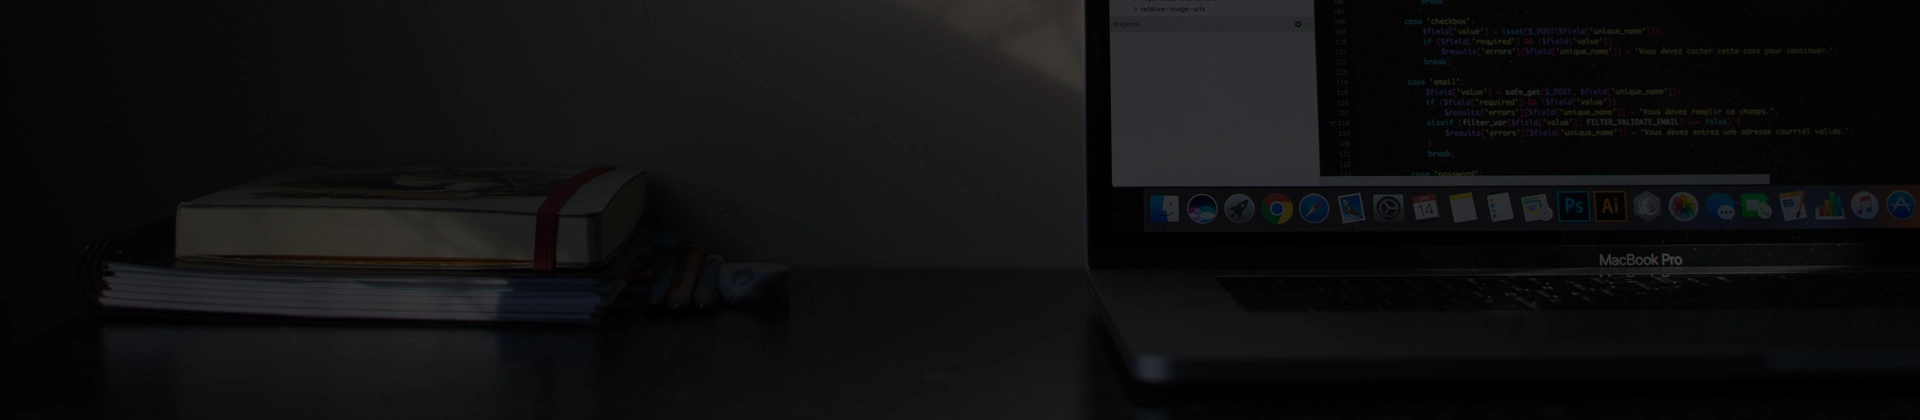 relative-image-urls
Projects
break;
case 'checkbox':
$field['value'] = isset($_POST[$field['unique_name']]);
if ($field['required'] && !$field['value'])
$results['errors'][$field['unique_name']] = "Vous devez cocher cette case pour continuer.";
break;
case 'email':
$field['value'] = safe_get($_POST, $field['unique_name']);
if ($field['required'] && !$field['value'])
$results['errors'][$field['unique_name']] = "Vous devez remplir ce champs.";
elseif (filter_var($field['value'], FILTER_VALIDATE_EMAIL) === false) {
$results['errors'][$field['unique_name']] = "Vous devez entrez une adresse courriel valide.";
}
break;
case 'password':
14
Ps
Ai
MacBook Pro